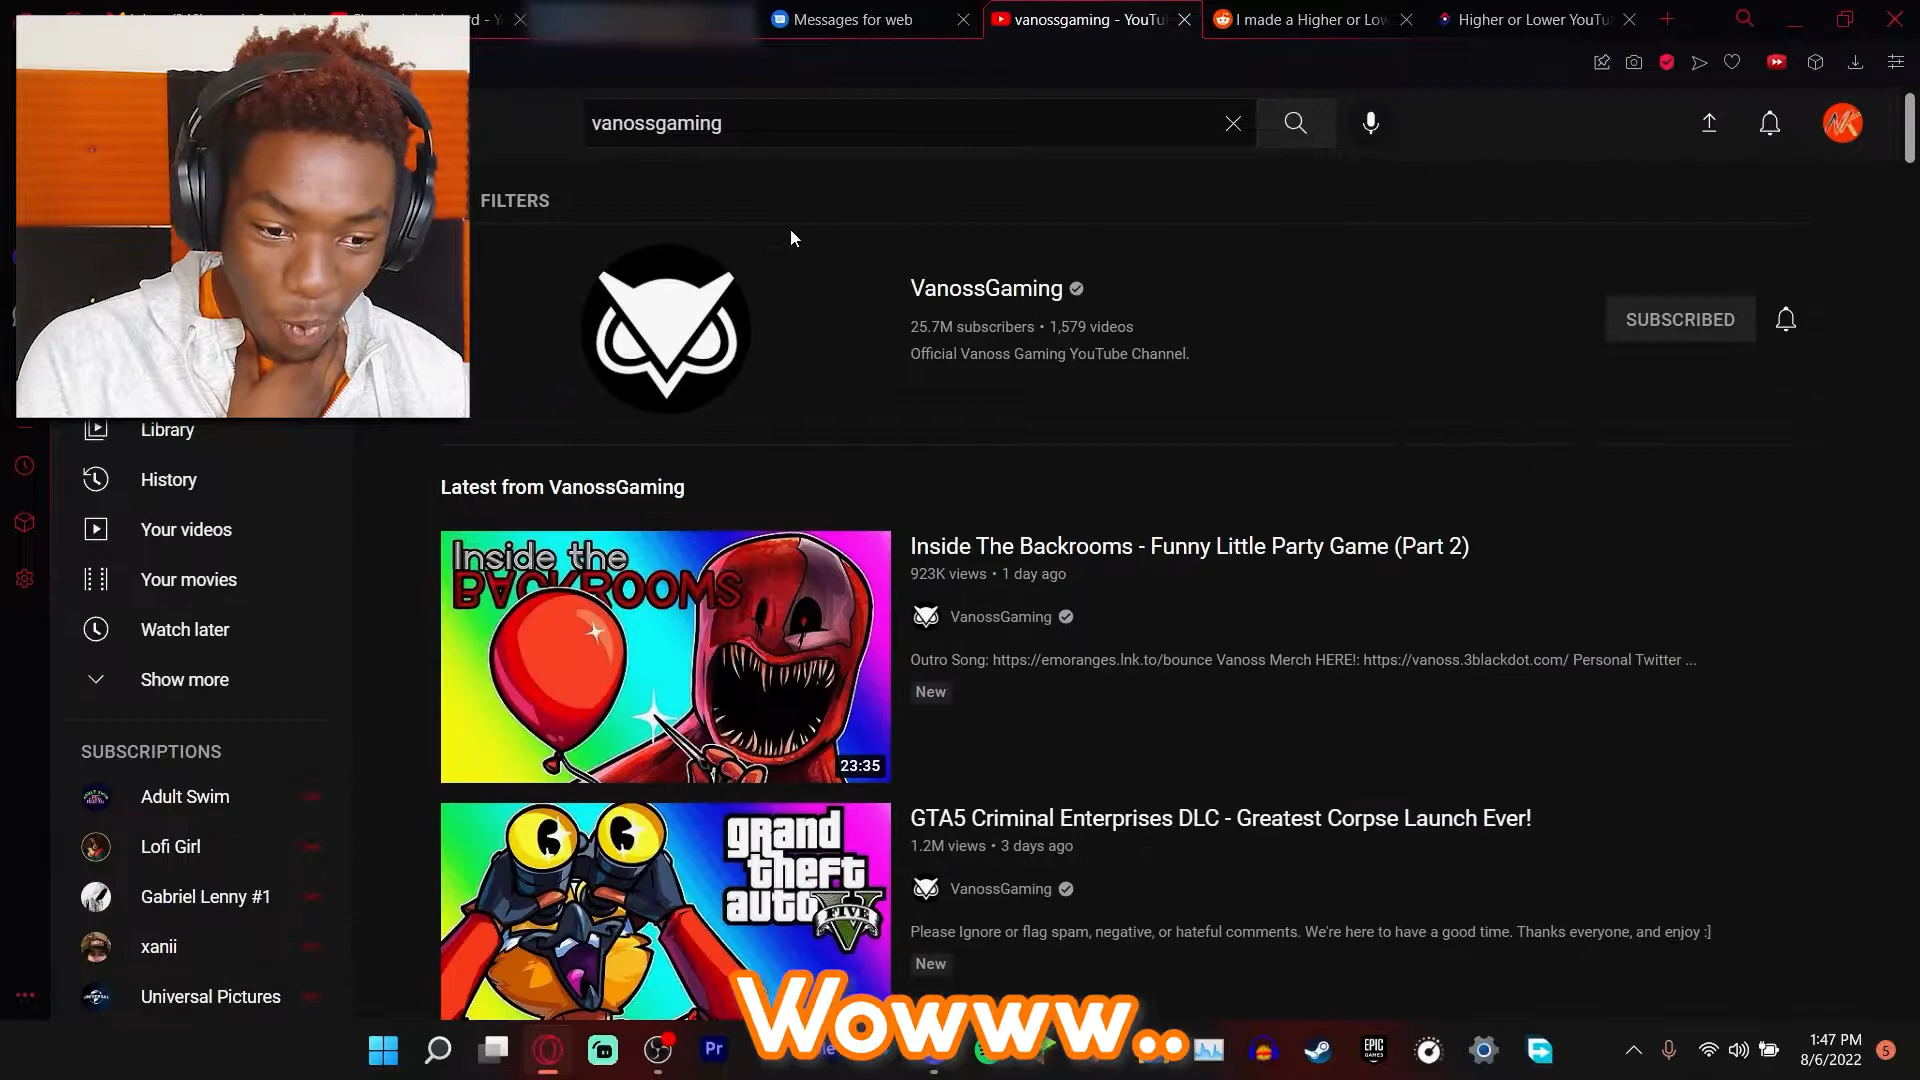 Messages for web
vanossgaming - YouTu
I made a Higher or Low
Higher or Lower YouTu
vanossgaming
FILTERS
VanossGaming
25.7M subscribers • 1,579 videos
Official Vanoss Gaming YouTube Channel.
SUBSCRIBED
Library
History
Your videos
Your movies
Watch later
Show more
SUBSCRIPTIONS
Adult Swim
Lofi Girl
Gabriel Lenny #1
xanii
Universal Pictures
Latest from VanossGaming
Inside the
BACKROOMS
23:35
Inside The Backrooms - Funny Little Party Game (Part 2)
923K views • 1 day ago
VanossGaming
Outro Song: https://emoranges.lnk.to/bounce Vanoss Merch HERE!: https://vanoss.3blackdot.com/ Personal Twitter ...
New
grand
theft
auto
FIVE
GTA5 Criminal Enterprises DLC - Greatest Corpse Launch Ever!
1.2M views • 3 days ago
VanossGaming
Please Ignore or flag spam, negative, or hateful comments. We're here to have a good time. Thanks everyone, and enjoy :]
New
Wowww..
Pr
EPIC
GAMES
1:47 PM
8/6/2022
5